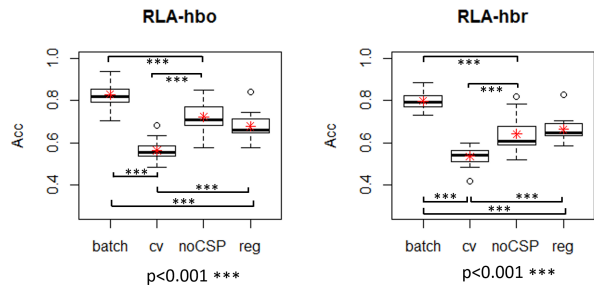 RLA-hbo
Acc
1.0
0.8
0.6
0.4
***
***
***
***
***
batch cv noCSP reg
p<0.001 ***
RLA-hbr
Acc
1.0
0.8
0.6
0.4
***
***
***
***
***
batch cv noCSP reg
p<0.001 ***